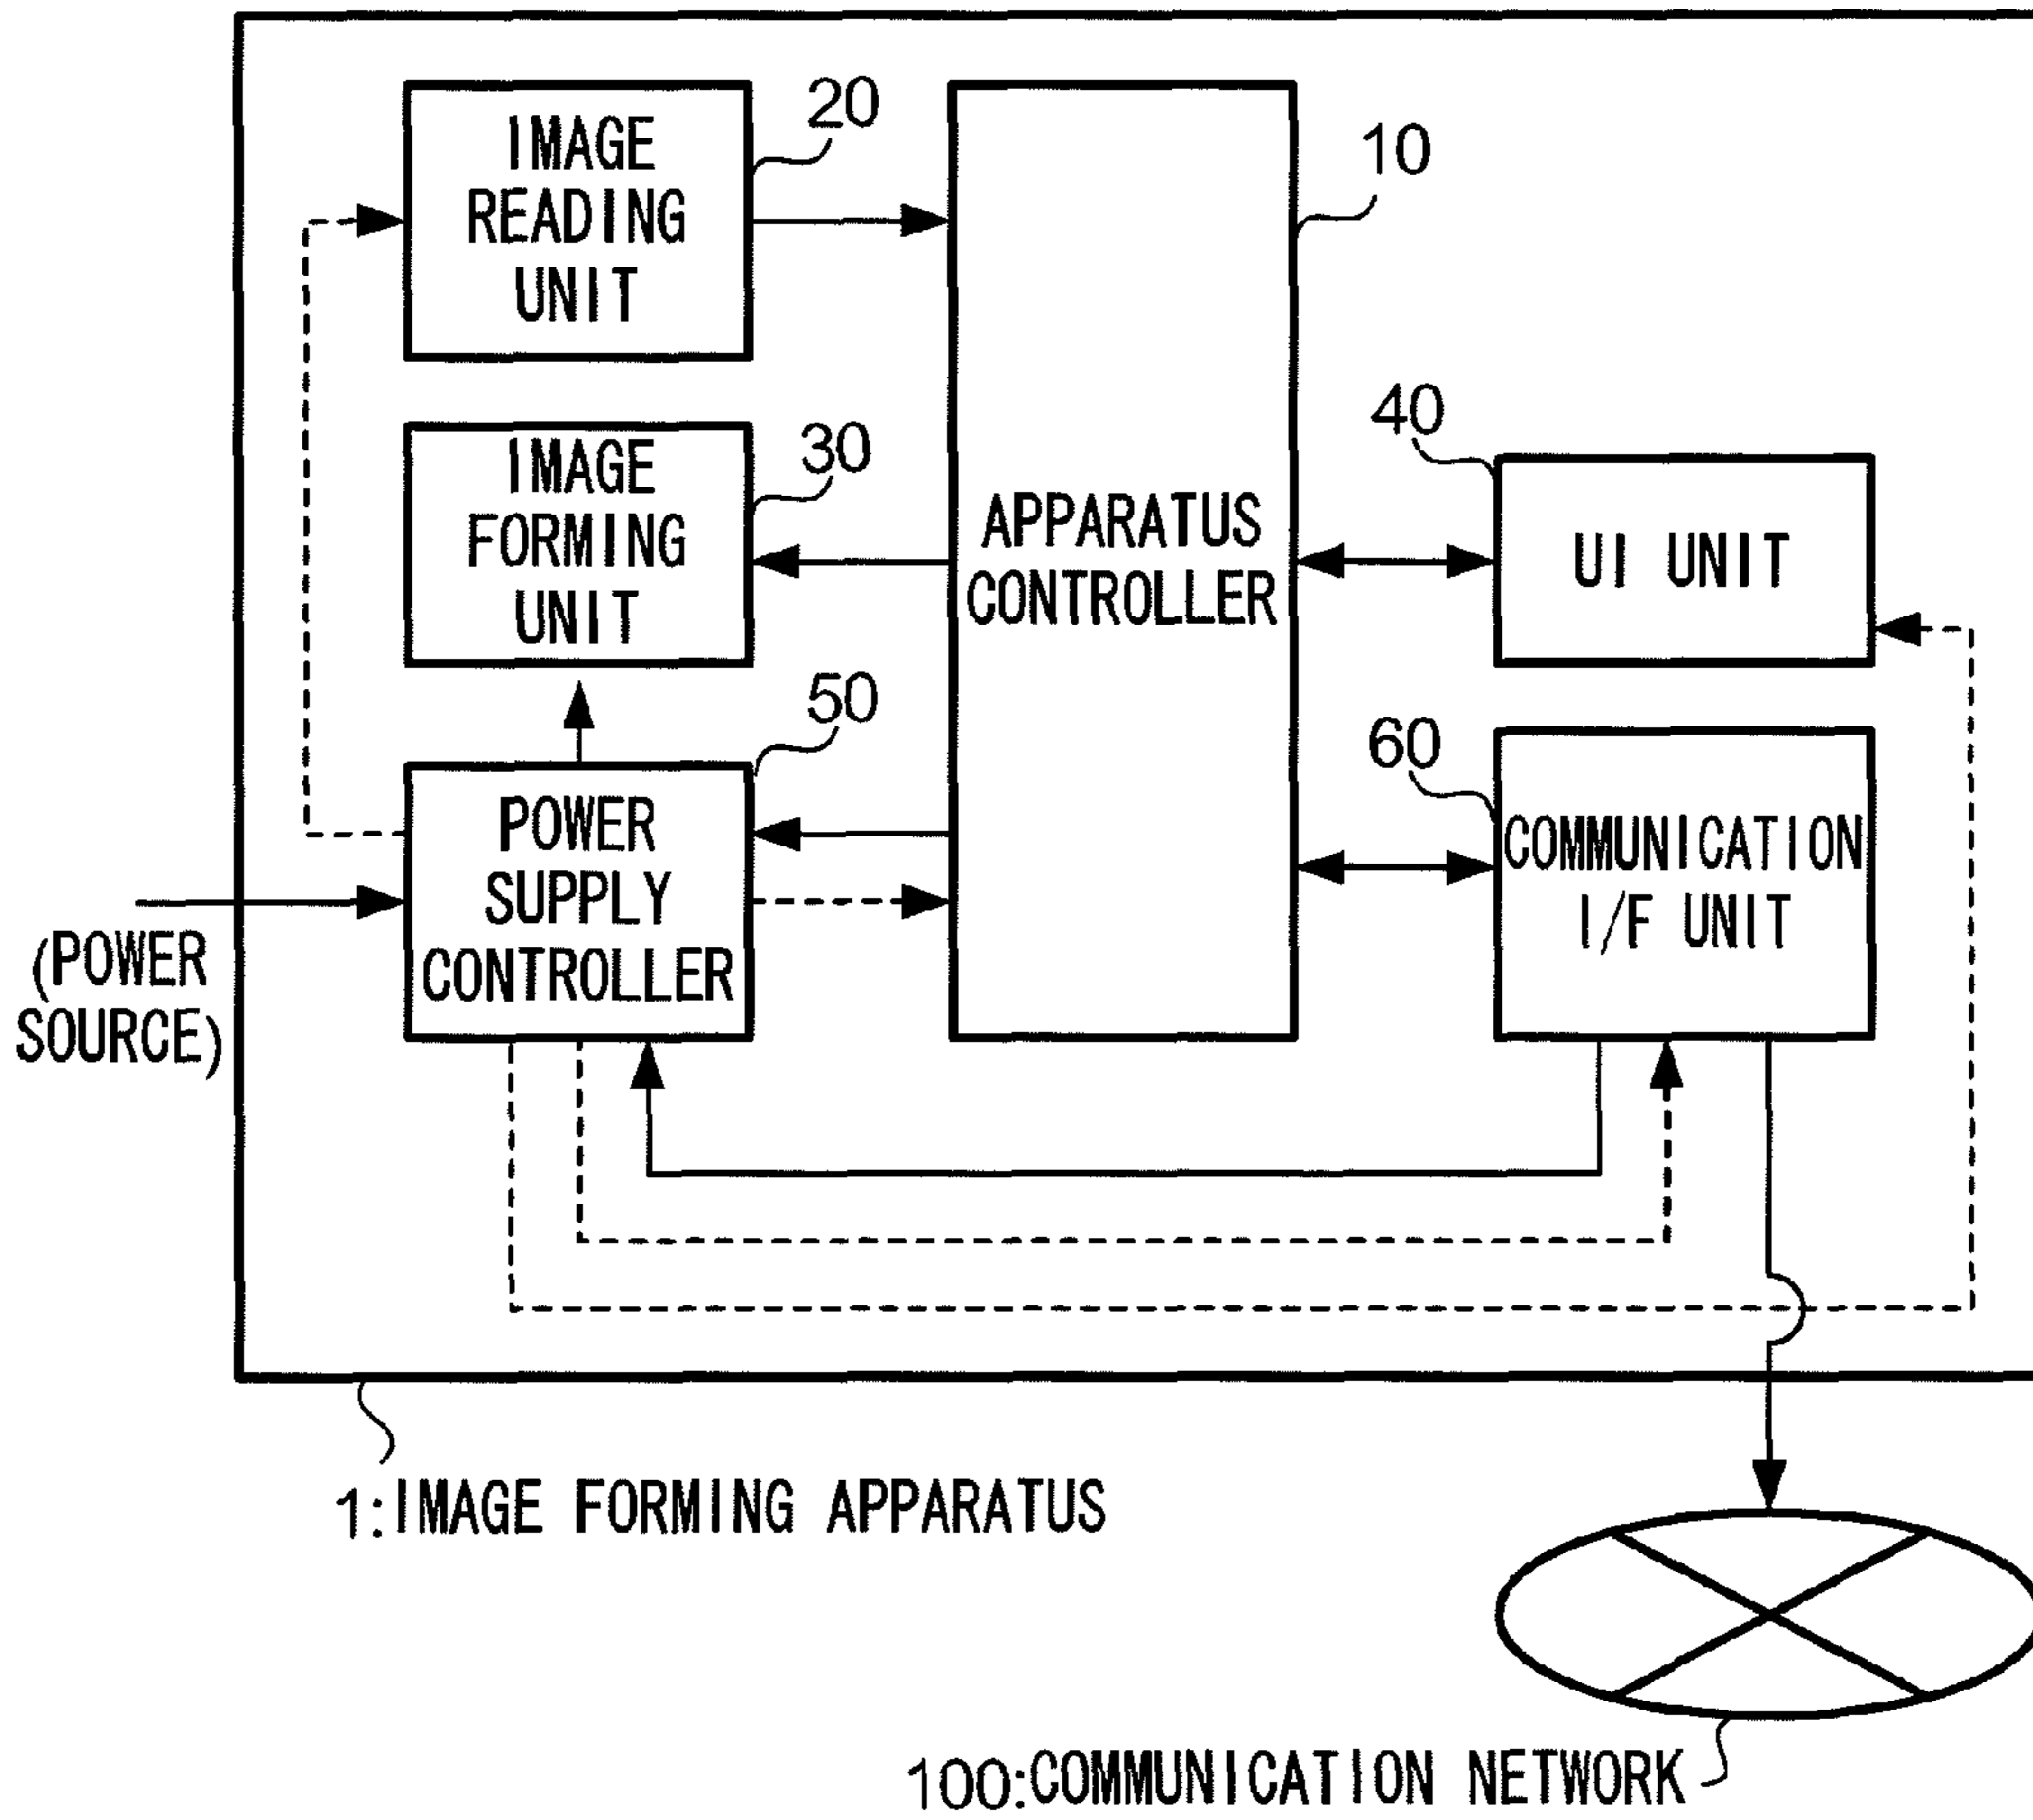 IMAGE
READING
UNIT
20
10
IMAGE
FORMING
UNIT
30
APPARATUS
CONTROLLER
40
UI UNIT
50
POWER
SUPPLY
CONTROLLER
60
COMMUNICATION
I/F UNIT
(POWER
SOURCE)
1:IMAGE FORMING APPARATUS
100:COMMUNICATION NETWORK